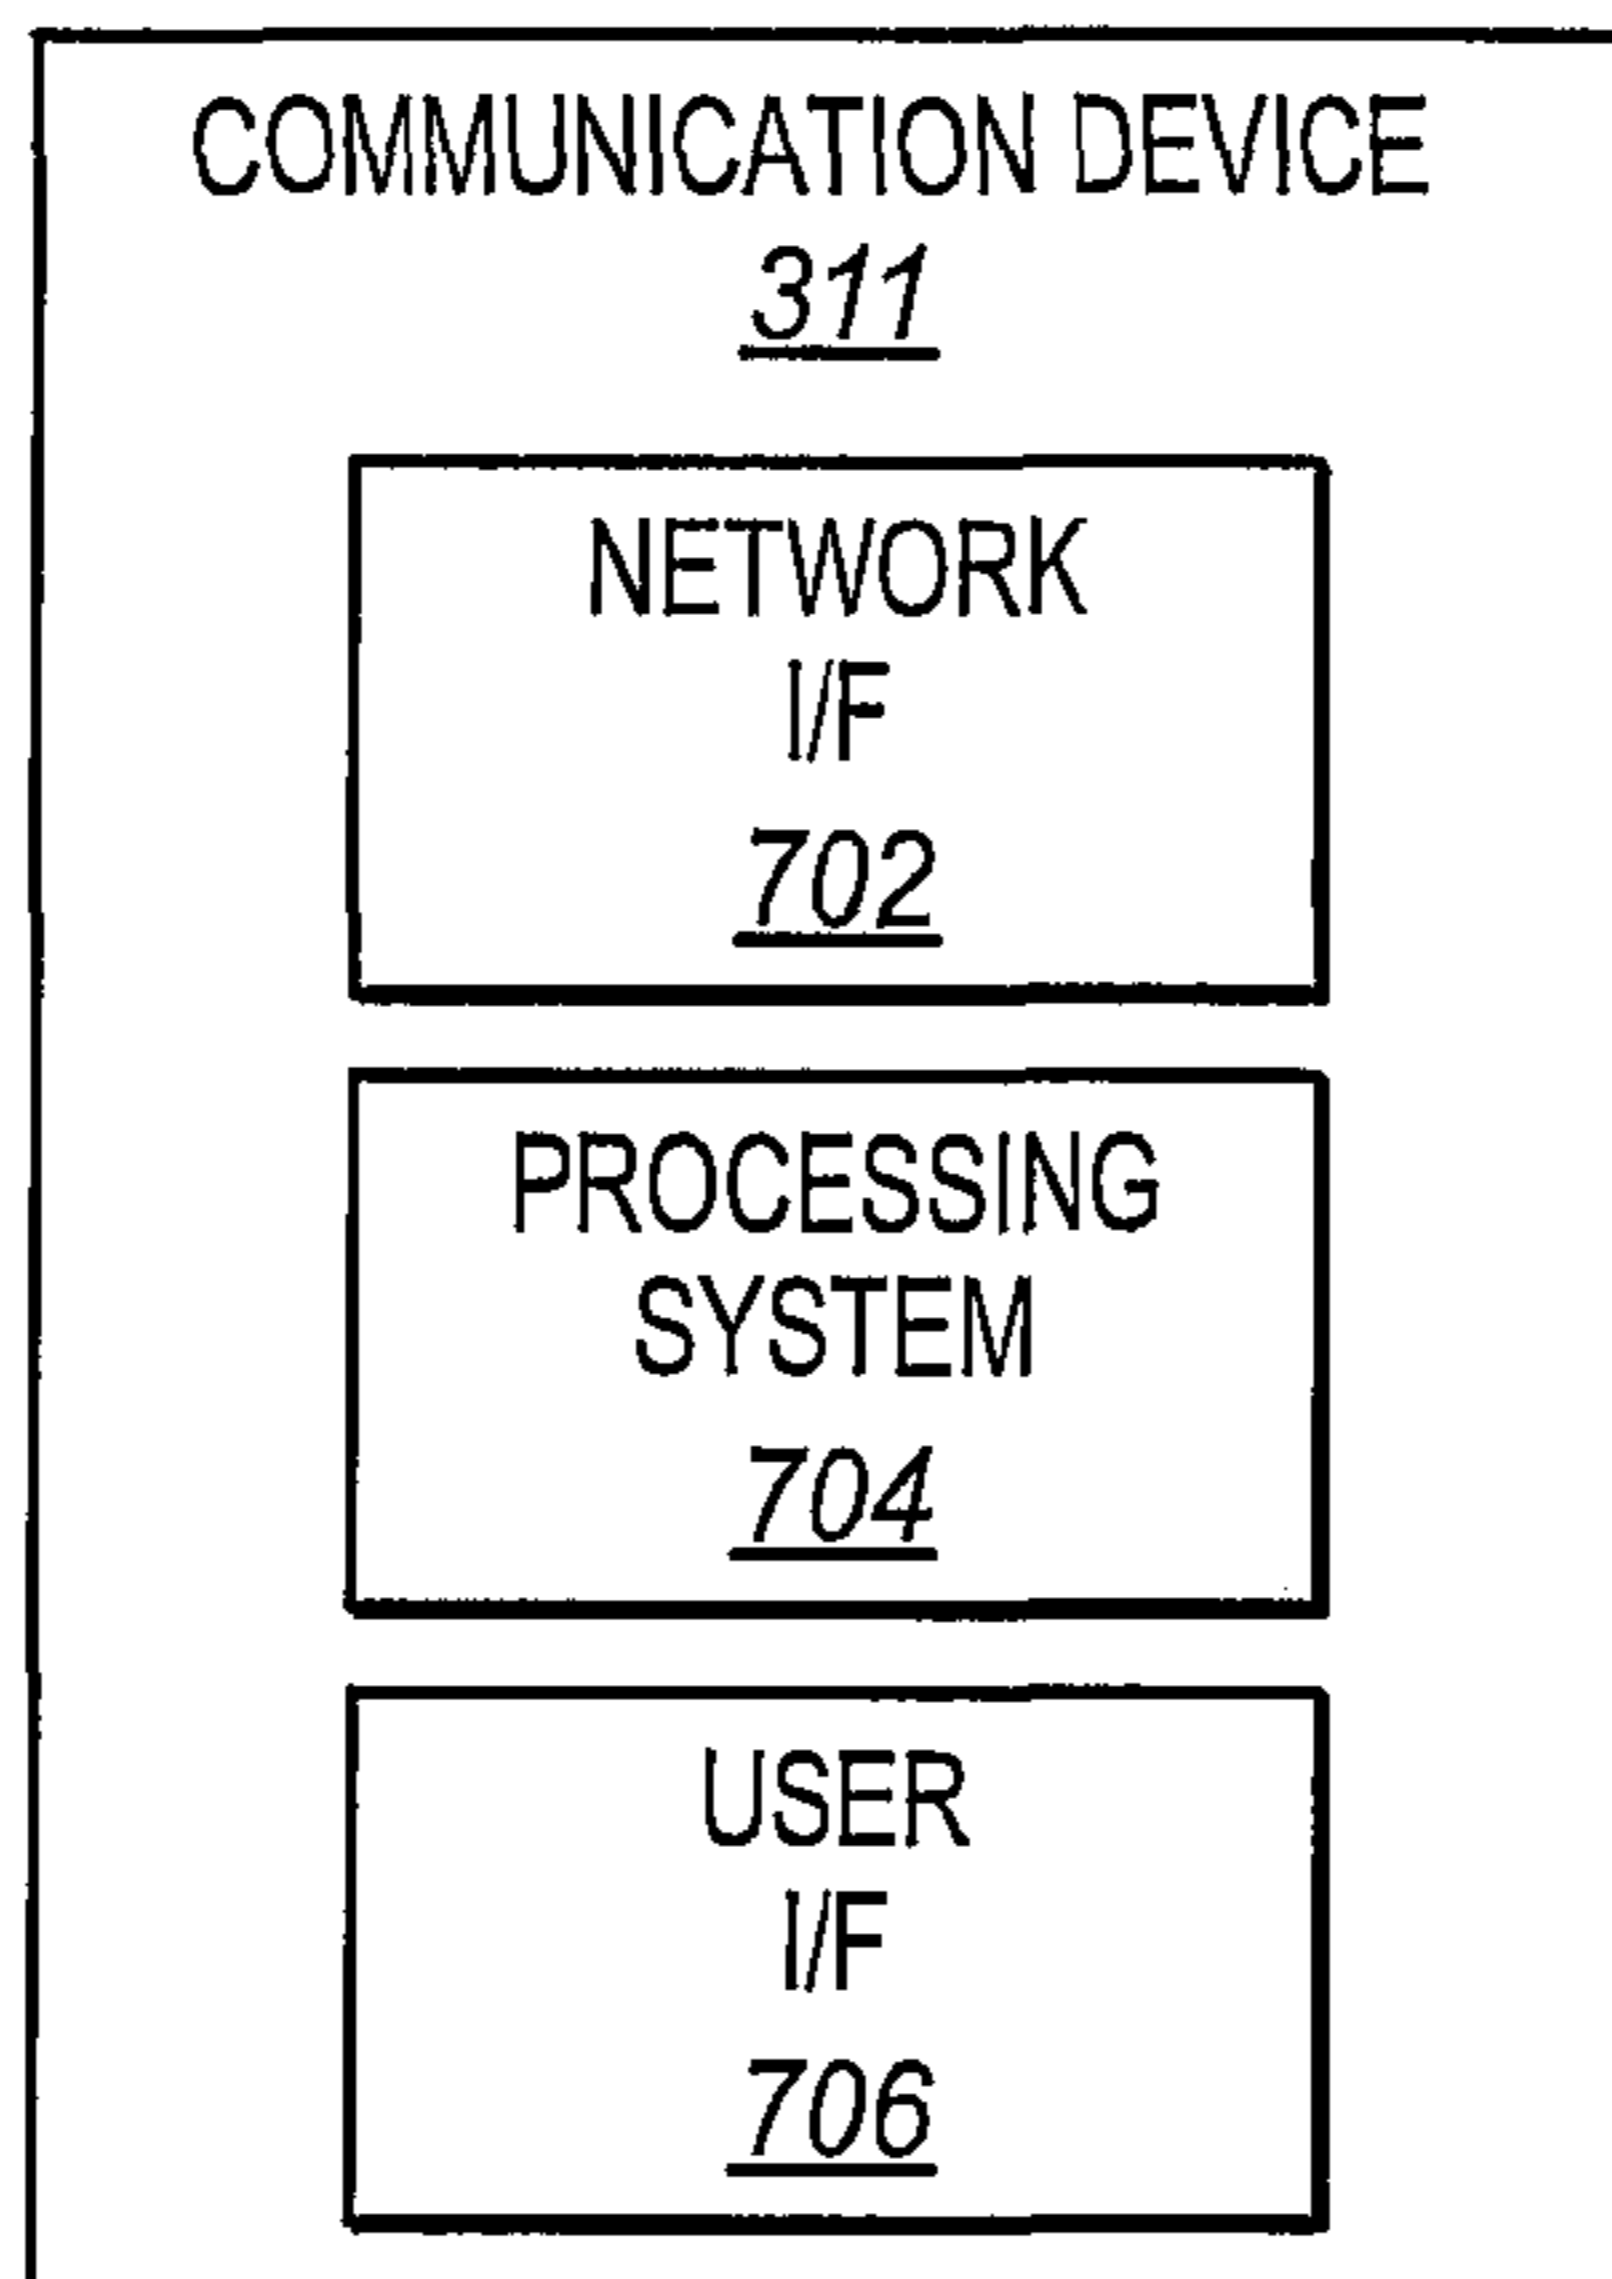 COMMUNICATION DEVICE
311
NETWORK
I/F
702
PROCESSING
SYSTEM
704
USER
I/F
706